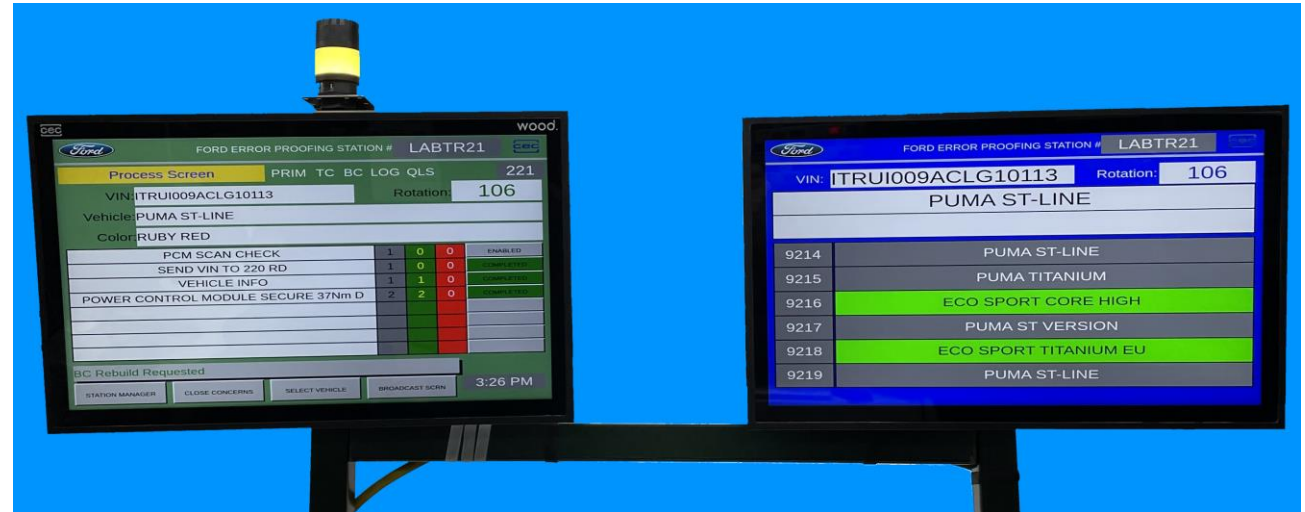 cec
wood.
Ford
FORD ERROR PROOFING STATION # LABTR21 cec
Process Screen PRIM TC BC LOG QLS 221
VIN: ITRUI009ACLG10113 Rotation: 106
Vehicle: PUMA ST-LINE
Color: RUBY RED
PCM SCAN CHECK 1 0 0 ENABLED
SEND VIN TO 220 RD 1 0 0 COMPLETED
VEHICLE INFO 1 1 0 COMPLETED
POWER CONTROL MODULE SECURE 37Nm D 2 2 0 COMPLETED
BC Rebuild Requested
STATION MANAGER CLOSE CONCERNS SELECT VEHICLE BROADCAST SCRN 3:26 PM
Ford
FORD ERROR PROOFING STATION # LABTR21
VIN: ITRUI009ACLG10113 Rotation: 106
PUMA ST-LINE
9214 PUMA ST-LINE
9215 PUMA TITANIUM
9216 ECO SPORT CORE HIGH
9217 PUMA ST VERSION
9218 ECO SPORT TITANIUM EU
9219 PUMA ST-LINE